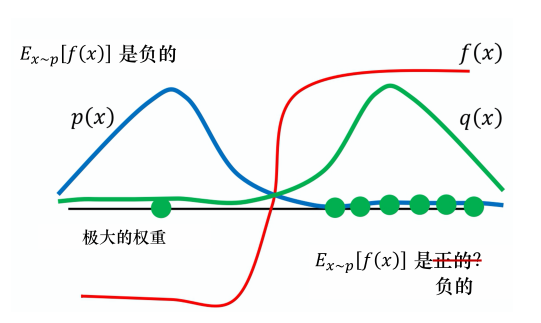 E_{x~p}[f(x)] 是负的
f(x)
p(x)
q(x)
极大的权重
E_{x~p}[f(x)] 是正的?
负的